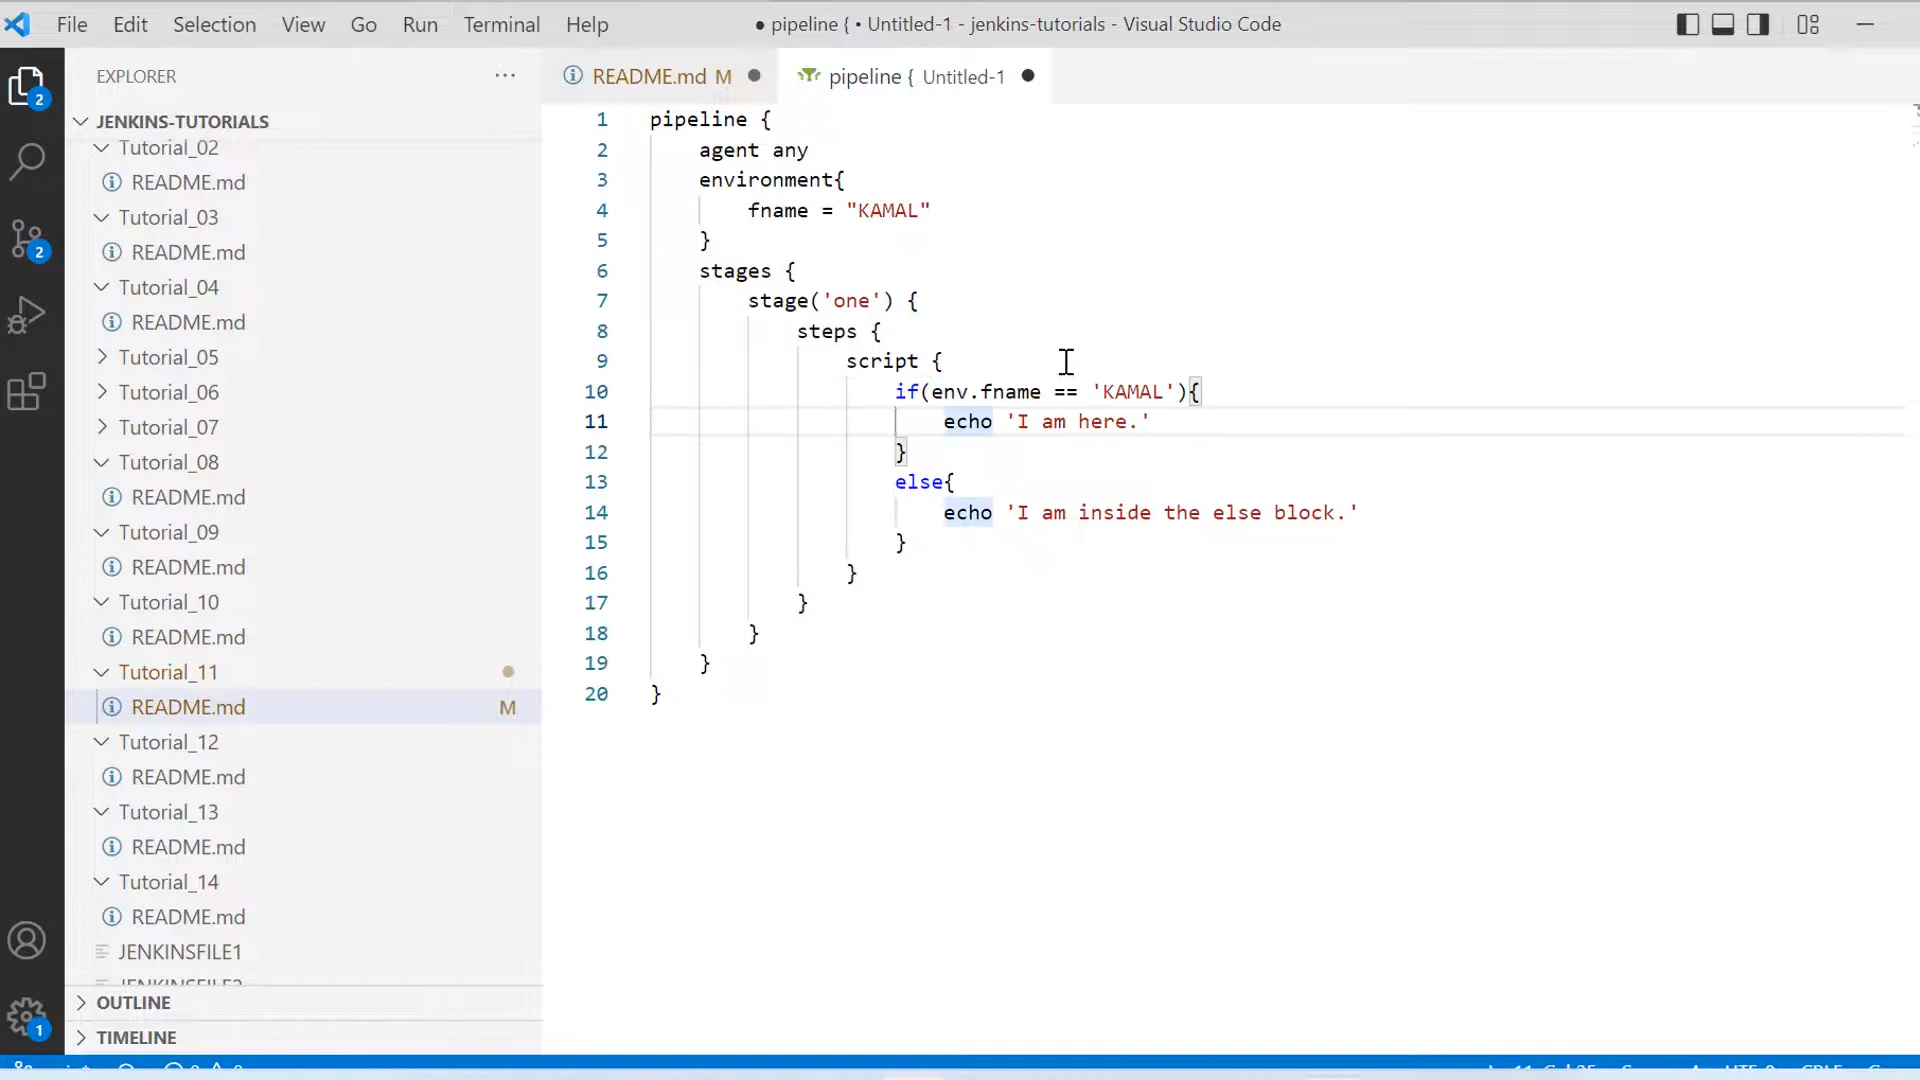 File Edit Selection View Go Run Terminal Help
● pipeline { • Untitled-1 - jenkins-tutorials - Visual Studio Code
EXPLORER
JENKINS-TUTORIALS
Tutorial_02
README.md
Tutorial_03
README.md
Tutorial_04
README.md
Tutorial_05
Tutorial_06
Tutorial_07
Tutorial_08
README.md
Tutorial_09
README.md
Tutorial_10
README.md
Tutorial_11
README.md M
Tutorial_12
README.md
Tutorial_13
README.md
Tutorial_14
README.md
JENKINSFILE1
OUTLINE
TIMELINE
2
2
1
README.md M
pipeline { Untitled-1
1 pipeline {
2 agent any
3 environment{
4 fname = "KAMAL"
5 }
6 stages {
7 stage('one') {
8 steps {
9 script {
10 if(env.fname == 'KAMAL'){
11 echo 'I am here.'
12 }
13 else{
14 echo 'I am inside the else block.'
15 }
16 }
17 }
18 }
19 }
20 }